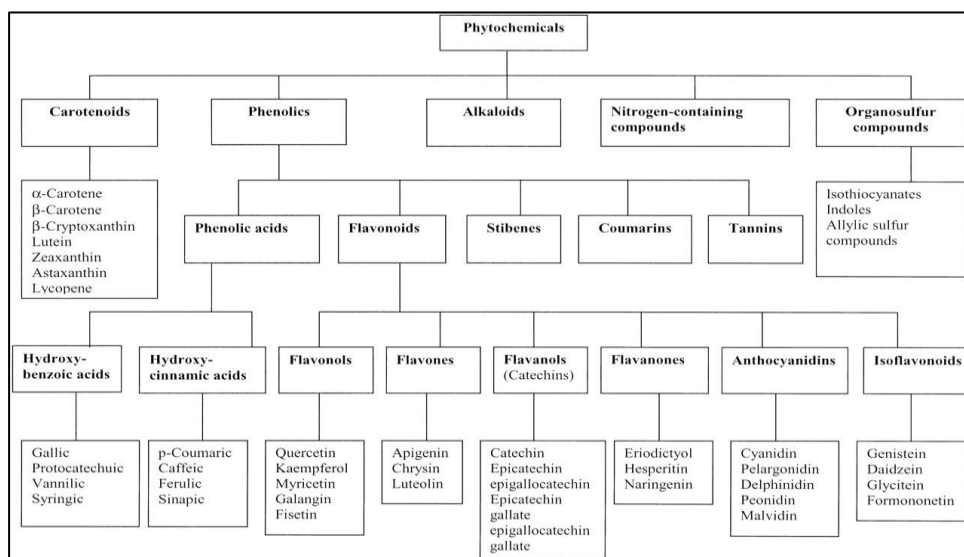 Phytochemicals
Carotenoids
Phenolics
Alkaloids
Nitrogen-containing
compounds
Organosulfur
compounds
α-Carotene
β-Carotene
β-Cryptoxanthin
Lutein
Zeaxanthin
Astaxanthin
Lycopene
Isothiocyanates
Indoles
Allylic sulfur
compounds
Phenolic acids
Flavonoids
Stibenes
Coumarins
Tannins
Hydroxy-
benzoic acids
Hydroxy-
cinnamic acids
Flavonols
Flavones
Flavanols
(Catechins)
Flavanones
Anthocyanidins
Isoflavonoids
Gallic
Protocatechuic
Vannilic
Syringic
p-Coumaric
Caffeic
Ferulic
Sinapic
Quercetin
Kaempferol
Myricetin
Galangin
Fisetin
Apigenin
Chrysin
Luteolin
Catechin
Epicatechin
epigallocatechin
Epicatechin
gallate
epigallocatechin
gallate
Eriodictyol
Hesperitin
Naringenin
Cyanidin
Pelargonidin
Delphinidin
Peonidin
Malvidin
Genistein
Daidzein
Glycitein
Formononetin